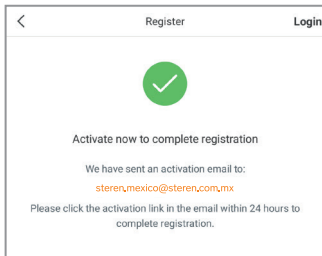 Register Login
Activate now to complete registration
We have sent an activation email to:
steren.mexico@steren.com.mx
Please click the activation link in the email within 24 hours to
complete registration.